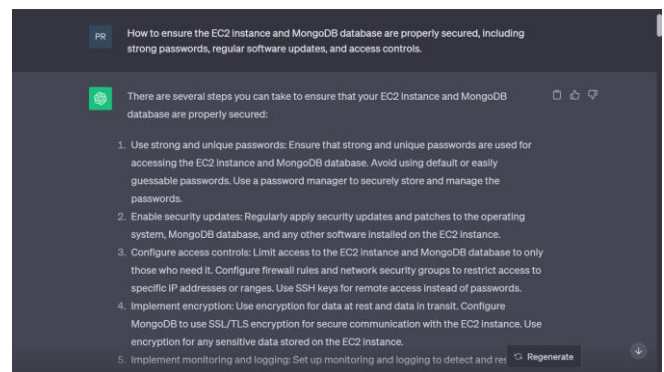 PR
How to ensure the EC2 instance and MongoDB database are properly secured, including
strong passwords, regular software updates, and access controls.
There are several steps you can take to ensure that your EC2 instance and MongoDB
database are properly secured:
1. Use strong and unique passwords: Ensure that strong and unique passwords are used for
accessing the EC2 instance and MongoDB database. Avoid using default or easily
guessable passwords. Use a password manager to securely store and manage the
passwords.
2. Enable security updates: Regularly apply security updates and patches to the operating
system, MongoDB database, and any other software installed on the EC2 instance.
3. Configure access controls: Limit access to the EC2 instance and MongoDB database to only
those who need it. Configure firewall rules and network security groups to restrict access to
specific IP addresses or ranges. Use SSH keys for remote access instead of passwords.
4. Implement encryption: Use encryption for data at rest and data in transit. Configure
MongoDB to use SSL/TLS encryption for secure communication with the EC2 instance. Use
encryption for any sensitive data stored on the EC2 instance.
5. Implement monitoring and logging: Set up monitoring and logging to detect and
Regenerate